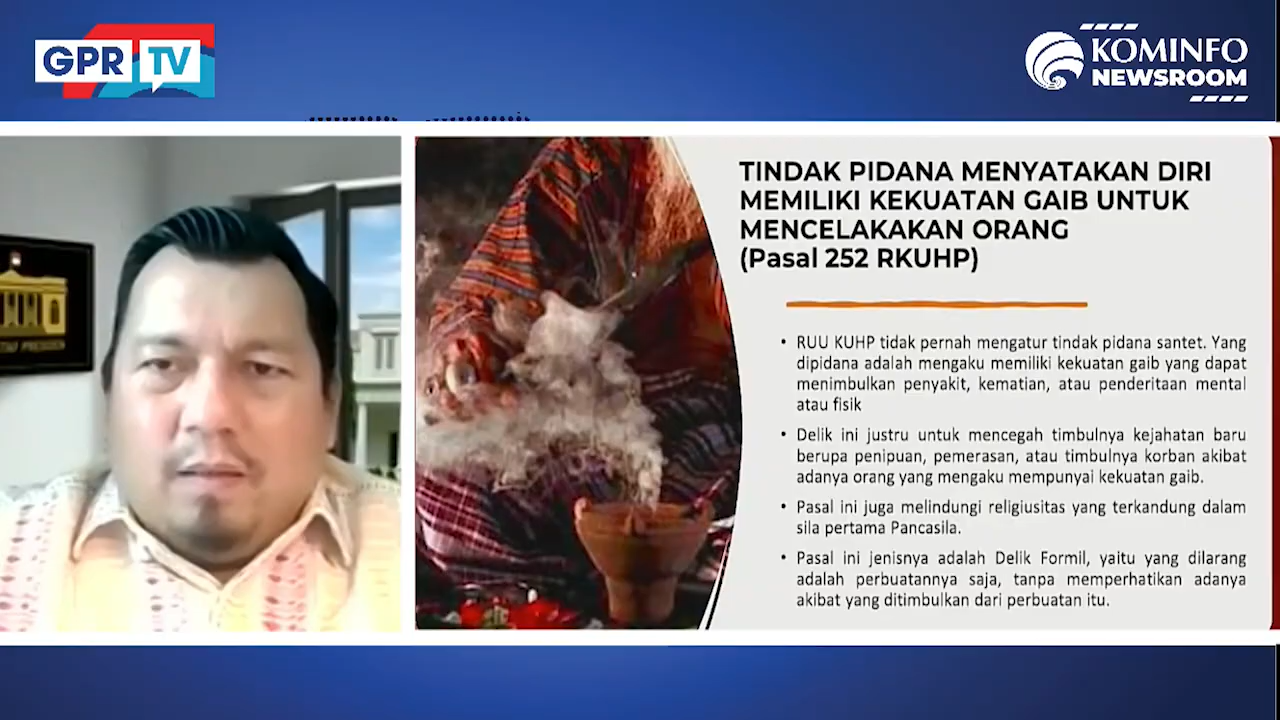 GPR TV
KOMINFO
NEWSROOM
TINDAK PIDANA MENYATAKAN DIRI
MEMILIKI KEKUATAN GAIB UNTUK
MENCELAKAKAN ORANG
(Pasal 252 RKUHP)
• RUU KUHP tidak pernah mengatur tindak pidana santet. Yang
dipidana adalah mengaku memiliki kekuatan gaib yang dapat
menimbulkan penyakit, kematian, atau penderitaan mental
atau fisik
• Delik ini justru untuk mencegah timbulnya kejahatan baru
berupa penipuan, pemerasan, atau timbulnya korban akibat
adanya orang yang mengaku mempunyai kekuatan gaib.
• Pasal ini juga melindungi religiusitas yang terkandung dalam
sila pertama Pancasila.
• Pasal ini jenisnya adalah Delik Formil, yaitu yang dilarang
adalah perbuatannya saja, tanpa memperhatikan adanya
akibat yang ditimbulkan dari perbuatan itu.